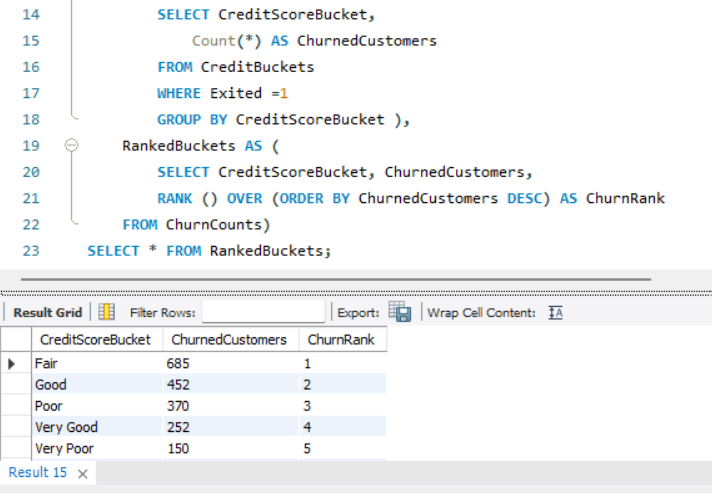 14 SELECT CreditScoreBucket,
15 Count(*) AS ChurnedCustomers
16 FROM CreditBuckets
17 WHERE Exited =1
18 GROUP BY CreditScoreBucket ),
19 RankedBuckets AS (
20 SELECT CreditScoreBucket, ChurnedCustomers,
21 RANK () OVER (ORDER BY ChurnedCustomers DESC) AS ChurnRank
22 FROM ChurnCounts)
23 SELECT * FROM RankedBuckets;
Result Grid Filter Rows: Export: Wrap Cell Content: IA
CreditScoreBucket ChurnedCustomers ChurnRank
Fair 685 1
Good 452 2
Poor 370 3
Very Good 252 4
Very Poor 150 5
Result 15 ×